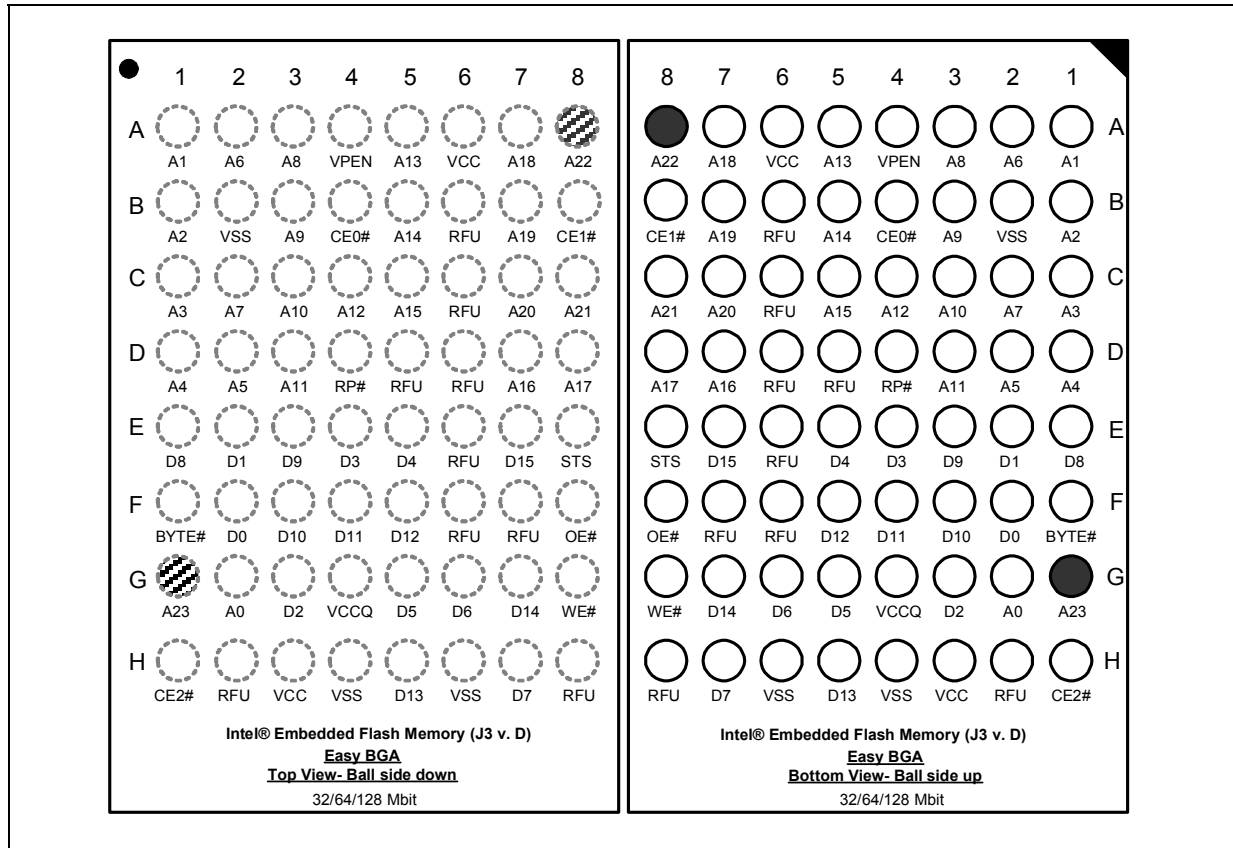 1 2 3 4 5 6 7 8
A
A1 A6 A8 VPEN A13 VCC A18 A22
B
A2 VSS A9 CE0# A14 RFU A19 CE1#
C
A3 A7 A10 A12 A15 RFU A20 A21
D
A4 A5 A11 RP# RFU RFU A16 A17
E
D8 D1 D9 D3 D4 RFU D15 STS
F
BYTE# D0 D10 D11 D12 RFU RFU OE#
G
A23 A0 D2 VCCQ D5 D6 D14 WE#
H
CE2# RFU VCC VSS D13 VSS D7 RFU
Intel® Embedded Flash Memory (J3 v. D)
Easy BGA
Top View- Ball side down
32/64/128 Mbit
8 7 6 5 4 3 2 1
A
A22 A18 VCC A13 VPEN A8 A6 A1
B
CE1# A19 RFU A14 CE0# A9 VSS A2
C
A21 A20 RFU A15 A12 A10 A7 A3
D
A17 A16 RFU RFU RP# A11 A5 A4
E
STS D15 RFU D4 D3 D9 D1 D8
F
OE# RFU RFU D12 D11 D10 D0 BYTE#
G
WE# D14 D6 D5 VCCQ D2 A0 A23
H
RFU D7 VSS D13 VSS VCC RFU CE2#
Intel® Embedded Flash Memory (J3 v. D)
Easy BGA
Bottom View- Ball side up
32/64/128 Mbit